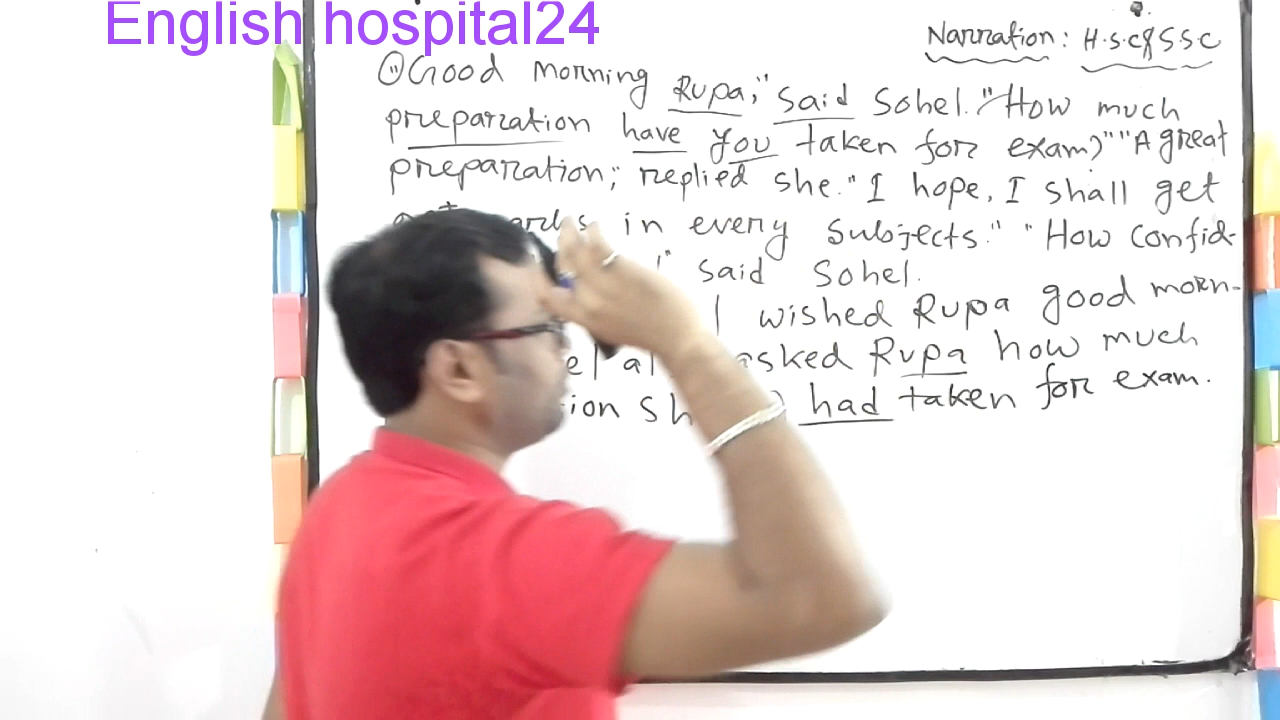 English hospital24
Narration: H.S.C & S.S.C
① "Good morning Rupa," said Sohel. "How much
preparation have you taken for exam?" "A great
preparation," replied she. "I hope, I shall get
in every subjects." "How confid-
" said Sohel.
wished Rupa good morn-
asked Rupa how much
had taken for exam.